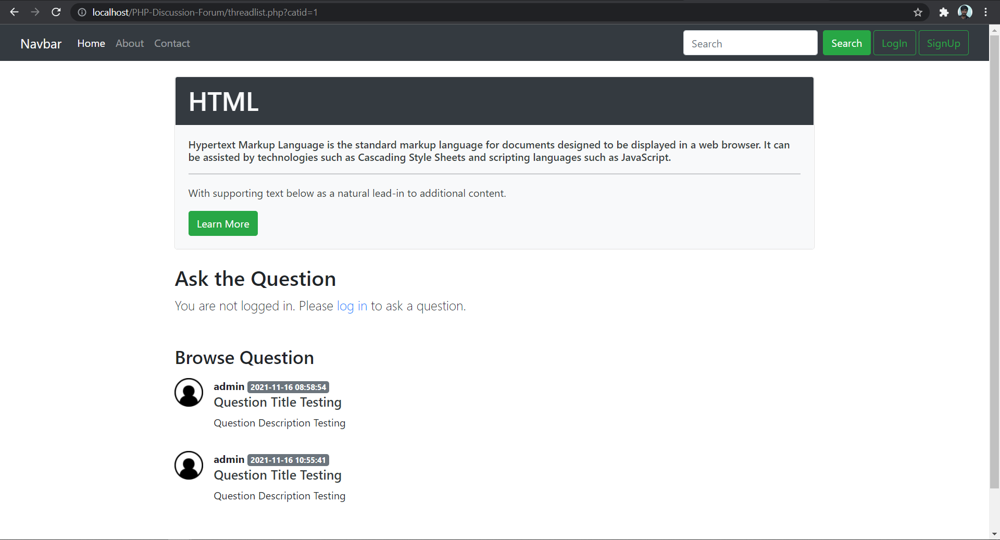 localhost/PHP-Discussion-Forum/threadlist.php?catid=1
Navbar Home About Contact Search Search LogIn SignUp
HTML
Hypertext Markup Language is the standard markup language for documents designed to be displayed in a web browser. It can
be assisted by technologies such as Cascading Style Sheets and scripting languages such as JavaScript.
With supporting text below as a natural lead-in to additional content.
Learn More
Ask the Question
You are not logged in. Please log in to ask a question.
Browse Question
admin 2021-11-16 08:58:54
Question Title Testing
Question Description Testing
admin 2021-11-16 10:55:41
Question Title Testing
Question Description Testing